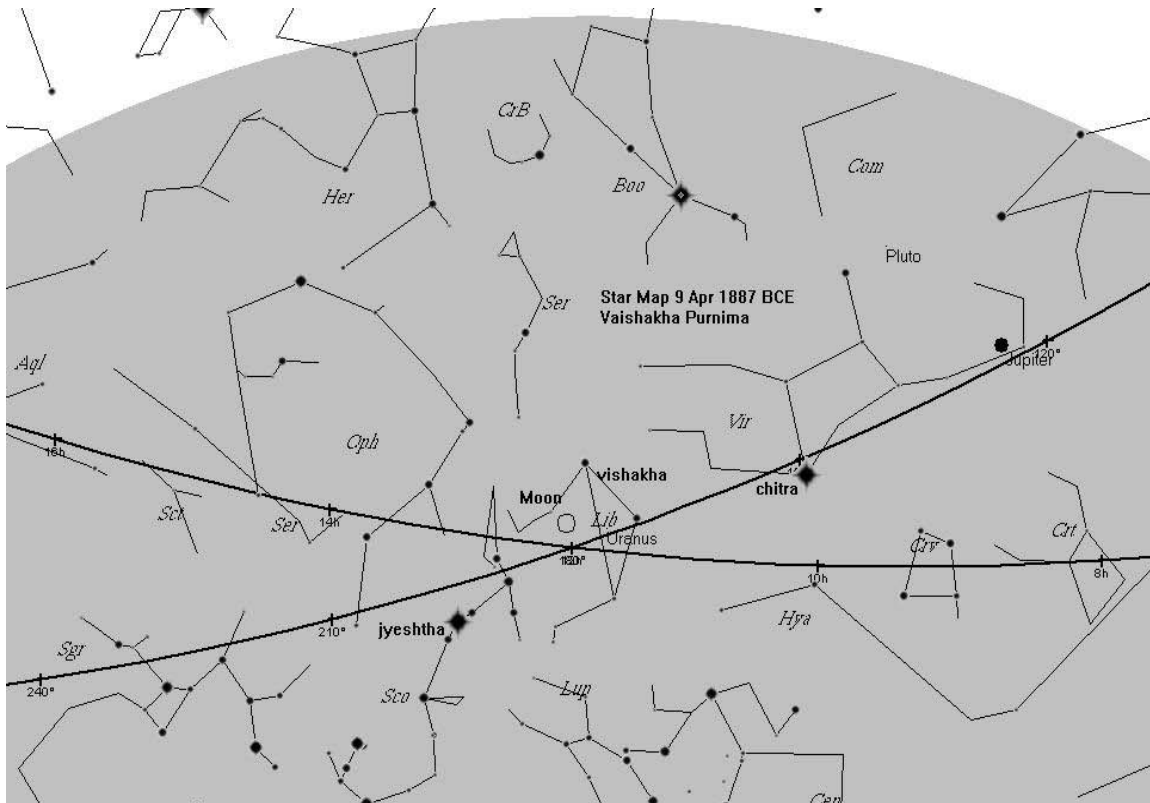 CrB
Com
Boo
Her
Pluto
Star Map 9 Apr 1887 BCE
Vaishakha Purnima
Ser
Aql
120°
Jupiter
Vir
Oph
16h
vishakha
chitra
Moon
Sct
Ser
14h
Lib
Uranus
Crv
Crt
10h
8h
Hya
210°
jyeshtha
Sgr
240°
Sco
Lup
Cen